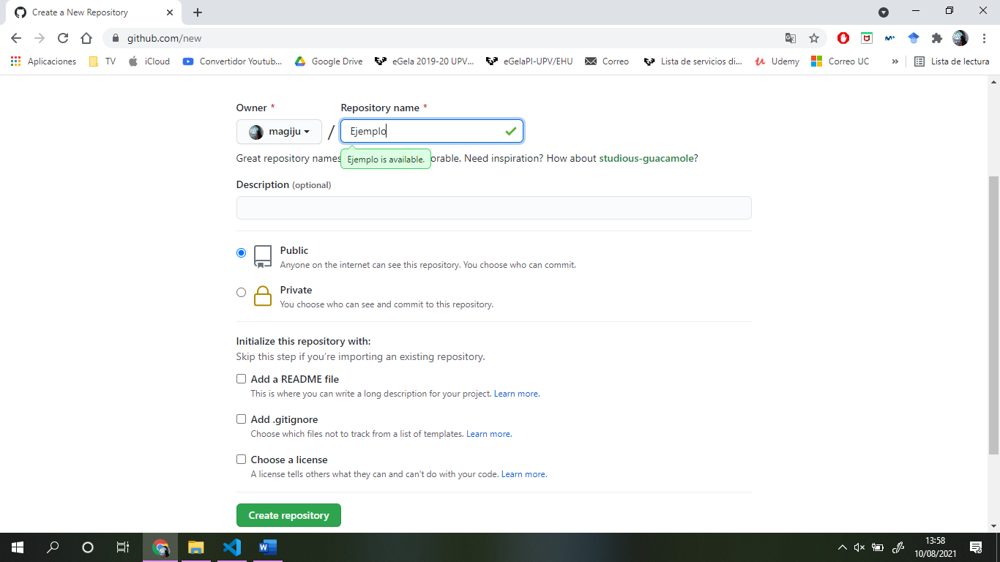 Create a New Repository
github.com/new
Aplicaciones TV iCloud Convertidor Youtub... Google Drive eGela 2019-20 UPV... eGelaPI-UPV/EHU Correo Lista de servicios di... Udemy Correo UC » Lista de lectura
Owner * Repository name *
magiju / Ejemplo
Great repository names orable. Need inspiration? How about studious-guacamole?
Ejemplo is available.
Description (optional)
Public
Anyone on the internet can see this repository. You choose who can commit.
Private
You choose who can see and commit to this repository.
Initialize this repository with:
Skip this step if you're importing an existing repository.
Add a README file
This is where you can write a long description for your project. Learn more.
Add .gitignore
Choose which files not to track from a list of templates. Learn more.
Choose a license
A license tells others what they can and can't do with your code. Learn more.
Create repository
13:58
10/08/2021